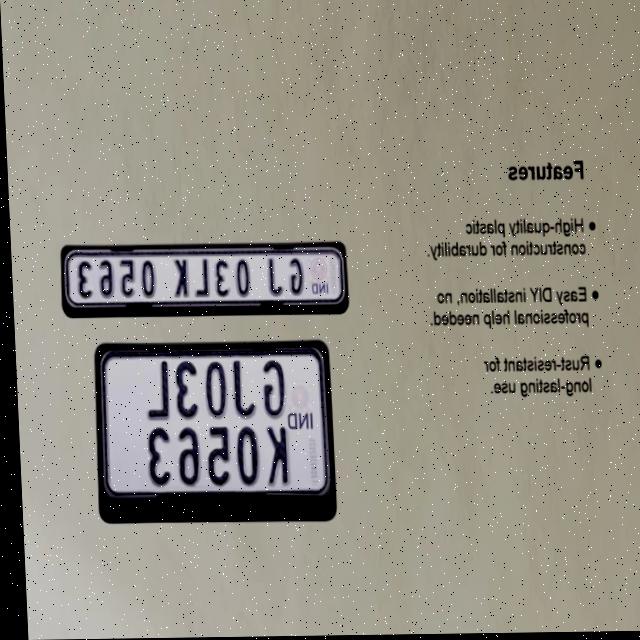 Features
• High-quality plastic
construction for durability
• Easy DIY installation, no
professional help needed.
• Rust-resistant for
long-lasting use.
GJ 03LK 0563
IND
GJ03L
IND
K0563